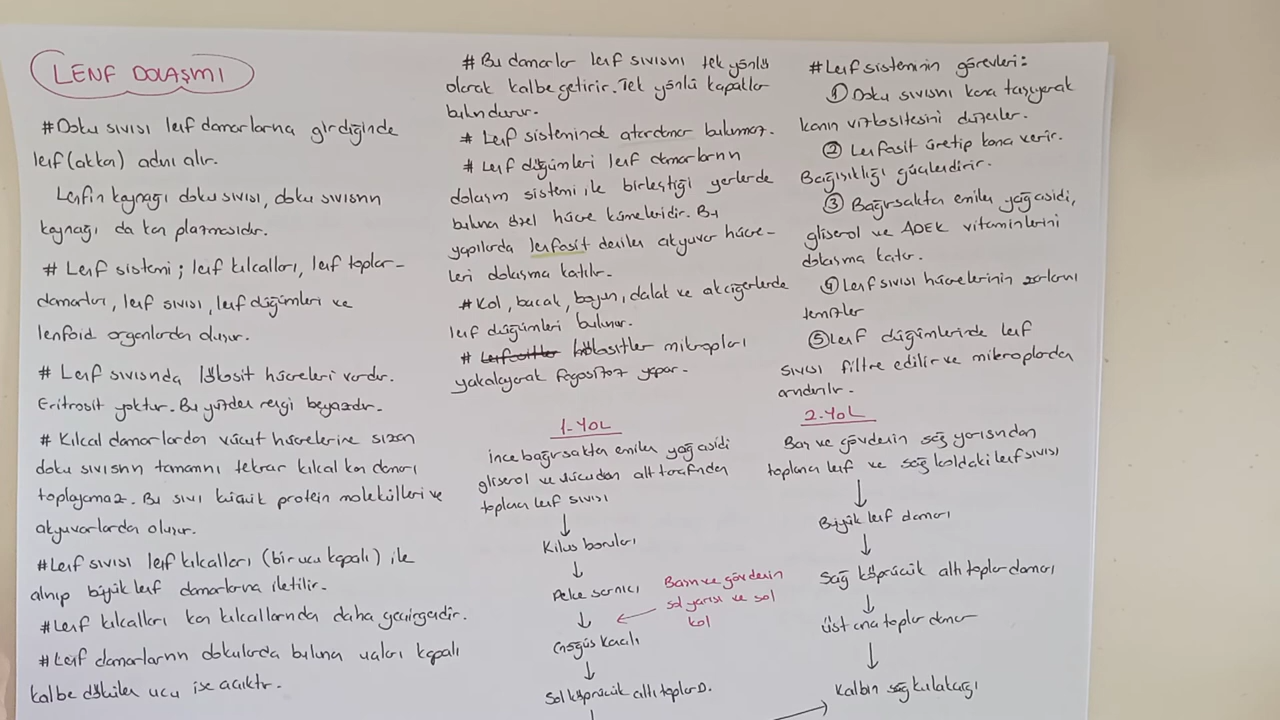 LENF DOLAŞMI
#Doku sıvısı lenf damarlarına girdiğinde
lenf (akkan) adını alır.
Lenfin kaynağı doku sıvısı, doku sıvısının
kaynağı da kan plazmasıdır.
# Lenf sistemi; lenf kılcalları, lenf toplar-
damarları, lenf sıvısı, lenf düğümleri ve
lenfoid organlardan oluşur.
# Lenf sıvısında lökosit hücreleri vardır.
Eritrosit yoktur. Bu yüzden rengi beyazdır.
# Kılcal damarlardan vücut hücrelerine sızan
doku sıvısının tamamını tekrar kılcal kan damarı
toplayamaz. Bu sıvı küçük protein molekülleri ve
akyuvarlardan oluşur.
#Lenf sıvısı lenf kılcalları (bir ucu kapalı) ile
alınıp büyük lenf damarlarına iletilir.
#Lenf kılcalları kan kılcallarından daha geçirgendir.
#Lenf damarlarının dokularda bulunan uçları kapalı
kalbe dökülen ucu ise açıktır.
# Bu damarlar lenf sıvısını tek yönlü
olarak kalbe getirir. Tek yönlü kapaklar
bulundurur.
# Lenf sisteminde atardamar bulunmaz.
# Lenf düğümleri lenf damarlarının
dolaşım sistemi ile birleştiği yerlerde
bulunan özel hücre kümeleridir. Bu
yapılarda lenfosit denilen akyuvar hücre-
leri dolaşıma katılır.
# Kol, bacak, boyun, dalak ve akciğerlerde
lenf düğümleri bulunur.
# Lenfositler lökositler mikropları
yakalayarak fagositoz yapar.
1. YOL
ince bağırsaktan emilen yağ asidi
gliserol ve vücudun alt tarafından
toplanan lenf sıvısı
↓
Kilus boruları
↓
Peke sarnıcı
↓
Göğüs kanalı
↓
Sol köprücük altı toplar D.
Başın ve gövdenin
sol yarısı ve sol
kol
#Lenf sisteminin görevleri:
① Doku sıvısını kana taşıyarak
kanın vizkositesini düzenler.
② Lenfosit üretip kana verir.
Bağışıklığı güçlendirir.
③ Bağırsaktan emilen yağ asidi,
gliserol ve ADEK vitaminlerini
dolaşıma katar.
④ Lenf sıvısı hücrelerinin zarlarını
temizler
⑤ Lenf düğümlerinde lenf
sıvısı filtre edilir ve mikroplardan
arındırılır.
2. YOL
Baş ve gövdenin sağ yarısından
toplanan lenf ve sağ koldaki lenf sıvısı
↓
Büyük lenf damarı
↓
Sağ köprücük altı toplar damarı
↓
Üst ana toplar damar
↓
Kalbin sağ kulakçığı